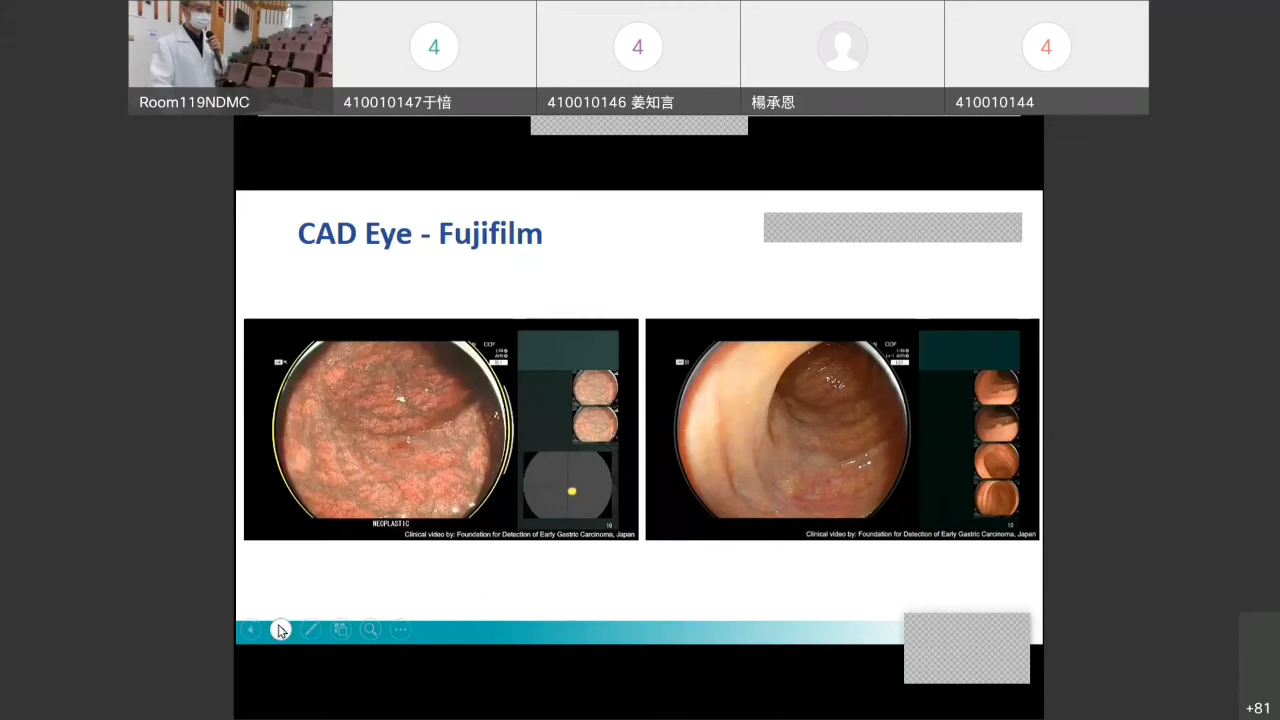 4
4
4
Room119NDMC
410010147于愔
410010146 姜知言
楊承恩
410010144
CAD Eye - Fujifilm
NEOPLASTIC
16
Clinical video by: Foundation for Detection of Early Gastric Carcinoma, Japan
10
Clinical video by: Foundation for Detection of Early Gastric Carcinoma, Japan
+81